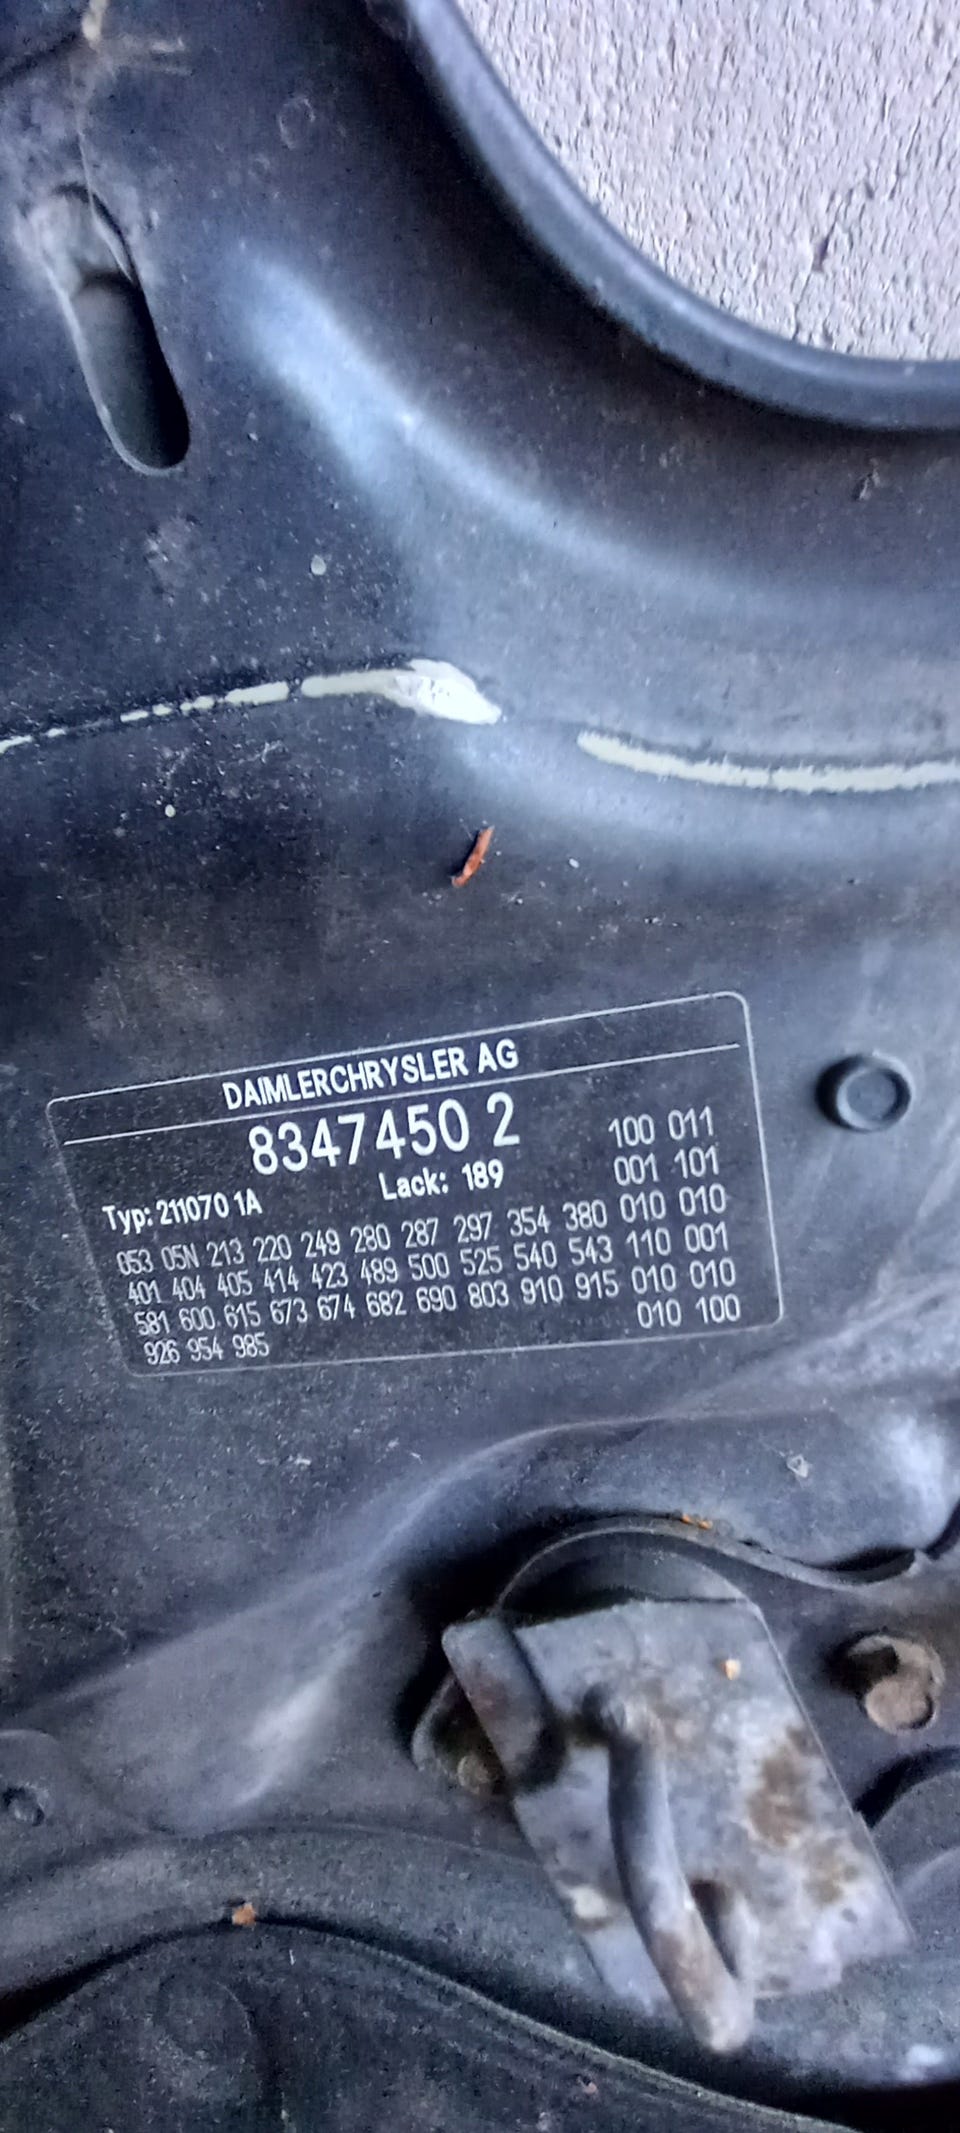 DAIMLERCHRYSLER AG
8347450 2 100 011
Typ: 211070 1A Lack: 189 001 101
053 05N 213 220 249 280 287 297 354 380 010 010
401 404 405 414 423 489 500 525 540 543 110 001
581 600 615 673 674 682 690 803 910 915 010 010
926 954 985 010 100